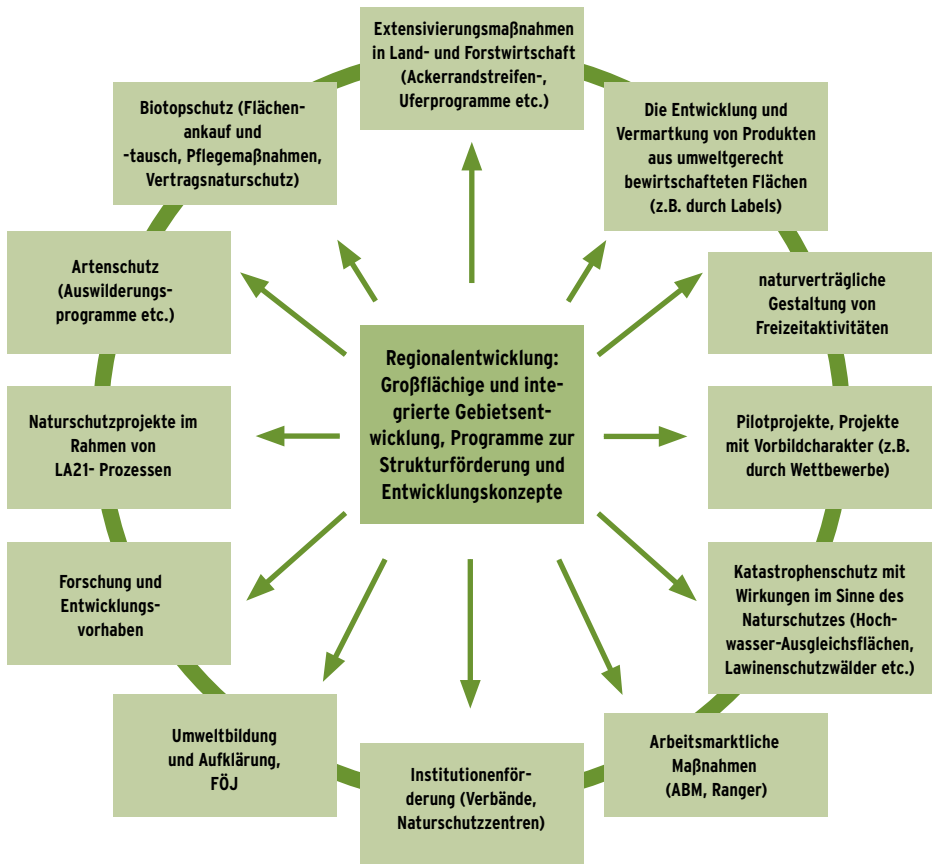 Extensivierungsmaßnahmen
in Land- und Forstwirtschaft
(Ackerrandstreifen-,
Uferprogramme etc.)
Die Entwicklung und
Vermartkung von Produkten
aus umweltgerecht
bewirtschafteten Flächen
(z.B. durch Labels)
naturverträgliche
Gestaltung von
Freizeitaktivitäten
Pilotprojekte, Projekte
mit Vorbildcharakter (z.B.
durch Wettbewerbe)
Katastrophenschutz mit
Wirkungen im Sinne des
Naturschutzes (Hoch-
wasser-Ausgleichsflächen,
Lawinenschutzwälder etc.)
Arbeitsmarktliche
Maßnahmen
(ABM, Ranger)
Institutionenför-
derung (Verbände,
Naturschutzzentren)
Umweltbildung
und Aufklärung,
FÖJ
Forschung und
Entwicklungs-
vorhaben
Naturschutzprojekte im
Rahmen von
LA21- Prozessen
Artenschutz
(Auswilderungs-
programme etc.)
Biotopschutz (Flächen-
ankauf und
-tausch, Pflegemaßnahmen,
Vertragsnaturschutz)
Regionalentwicklung:
Großflächige und inte-
grierte Gebietsent-
wicklung, Programme zur
Strukturförderung und
Entwicklungskonzepte